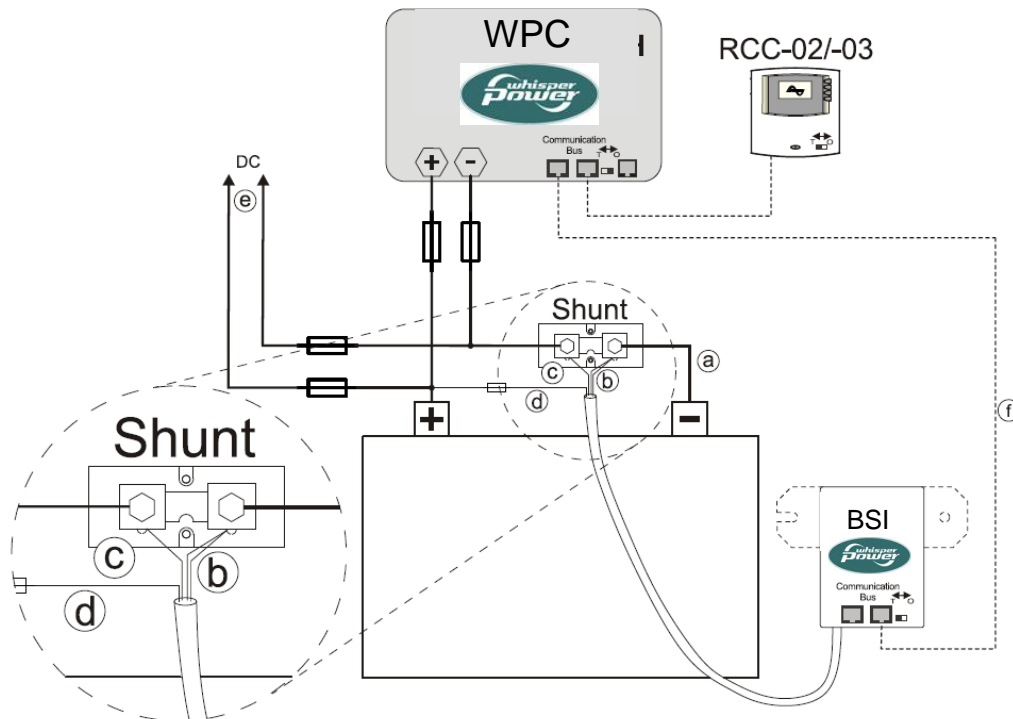 WPC
whisper
Power
Communication
Bus
T O
+ -
RCC-02/-03
T O
DC
e
Shunt
a
c
b
d
f
+
-
Shunt
c
b
d
BSI
whisper
Power
Communication
Bus
T O